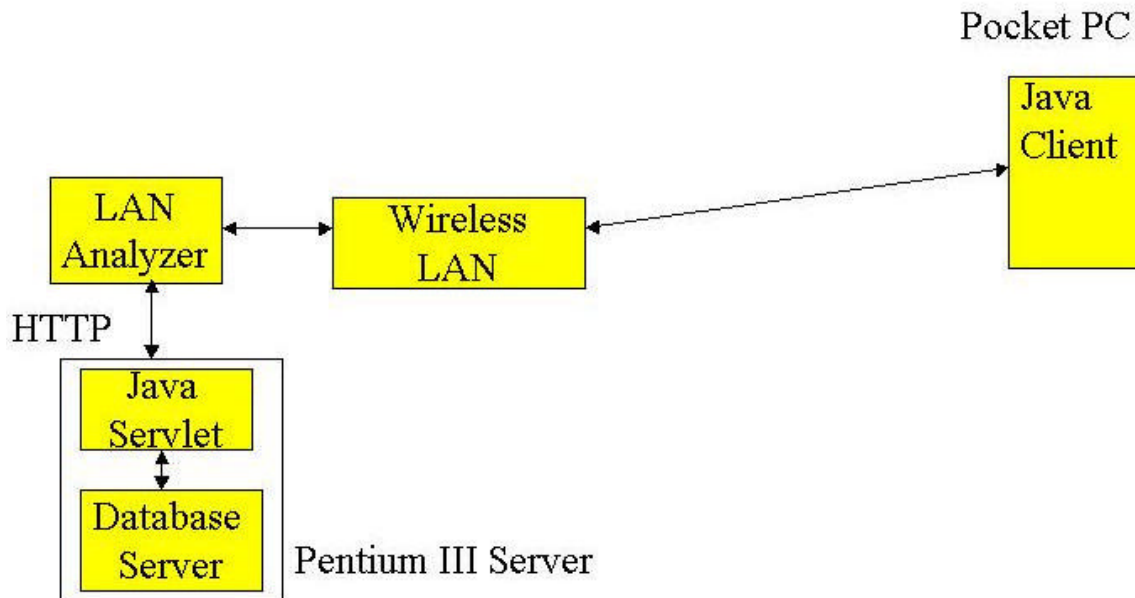 Pocket PC
Java
Client
LAN
Analyzer
Wireless
LAN
HTTP
Java
Servlet
Database
Server
Pentium III Server